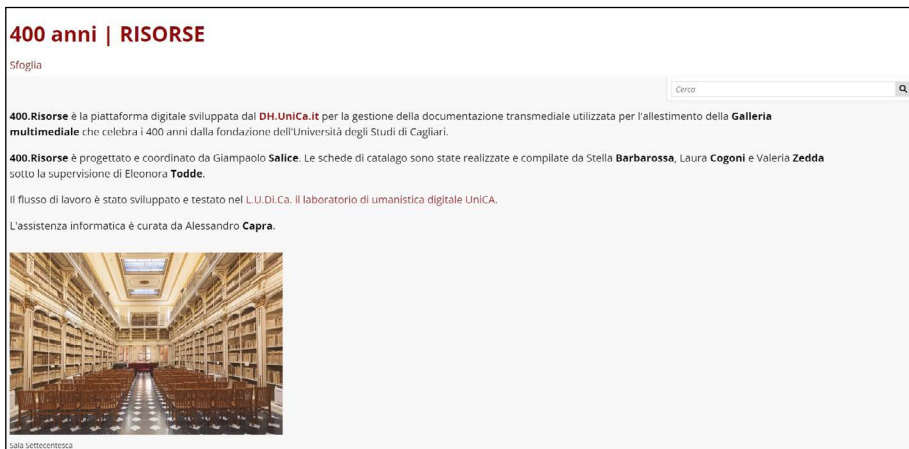 400 anni | RISORSE
Sfoglia
Cerca
400.Risorse è la piattaforma digitale sviluppata dal DH.UniCa.it per la gestione della documentazione transmediale utilizzata per l'allestimento della Galleria
multimediale che celebra i 400 anni dalla fondazione dell'Università degli Studi di Cagliari.
400.Risorse è progettato e coordinato da Giampaolo Salice. Le schede di catalago sono state realizzate e compilate da Stella Barbarossa, Laura Cogoni e Valeria Zedda
sotto la supervisione di Eleonora Todde.
Il flusso di lavoro è stato sviluppato e testato nel L.U.Di.Ca. il laboratorio di umanistica digitale UniCA.
L'assistenza informatica è curata da Alessandro Capra.
Sala Settecentesca